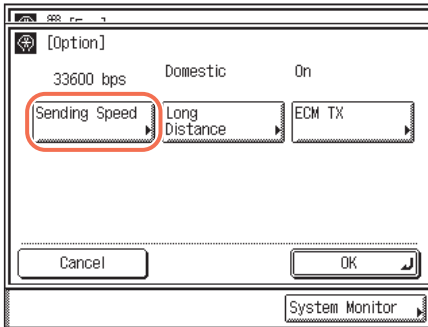 [Option]
33600 bps
Domestic
On
Sending Speed
Long
Distance
ECM TX
Cancel
OK
System Monitor